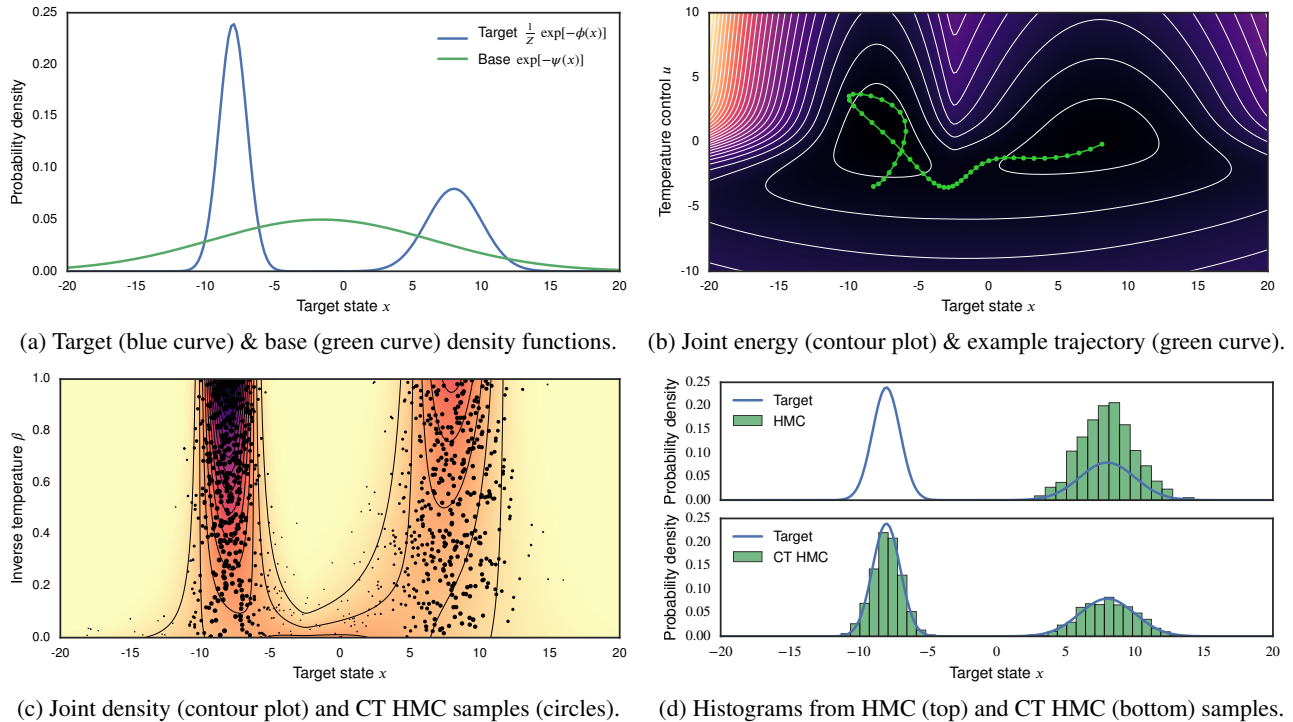 0.25
0.20
0.15
0.10
0.05
0.00
Probability density
Target 1/Z exp[−ϕ(x)]
Base exp[−ψ(x)]
-20 -15 -10 -5 0 5 10 15 20
Target state x
(a) Target (blue curve) & base (green curve) density functions.
10
5
0
-5
-10
Temperature control u
-20 -15 -10 -5 0 5 10 15 20
Target state x
(b) Joint energy (contour plot) & example trajectory (green curve).
1.0
0.8
0.6
0.4
0.2
0.0
Inverse temperature β
-20 -15 -10 -5 0 5 10 15 20
Target state x
(c) Joint density (contour plot) and CT HMC samples (circles).
0.25
0.20
0.15
0.10
0.05
0.00
Probability density
Target
HMC
0.25
0.20
0.15
0.10
0.05
0.00
Probability density
Target
CT HMC
−20 −15 −10 −5 0 5 10 15 20
Target state x
(d) Histograms from HMC (top) and CT HMC (bottom) samples.